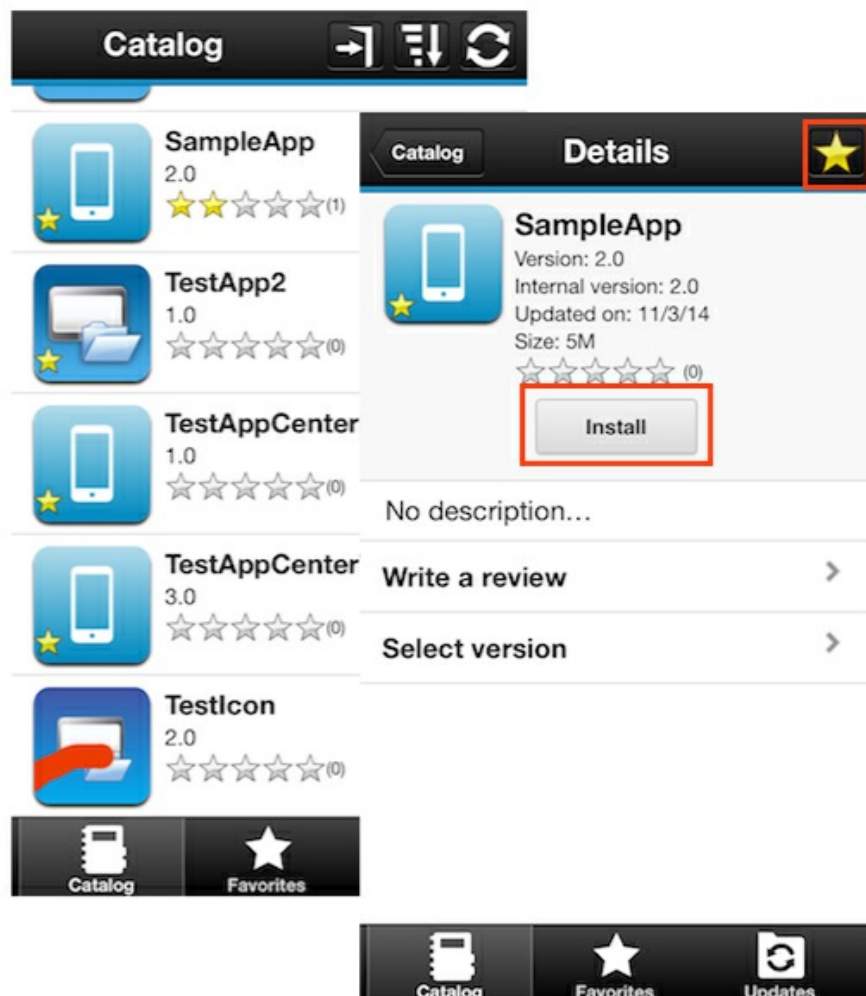 Catalog
SampleApp
2.0
(1)
TestApp2
1.0
(0)
TestAppCenter
1.0
(0)
TestAppCenter
3.0
(0)
TestIcon
2.0
(0)
Catalog
Favorites
Catalog
Details
SampleApp
Version: 2.0
Internal version: 2.0
Updated on: 11/3/14
Size: 5M
(0)
Install
No description...
Write a review
Select version
Catalog
Favorites
Updates